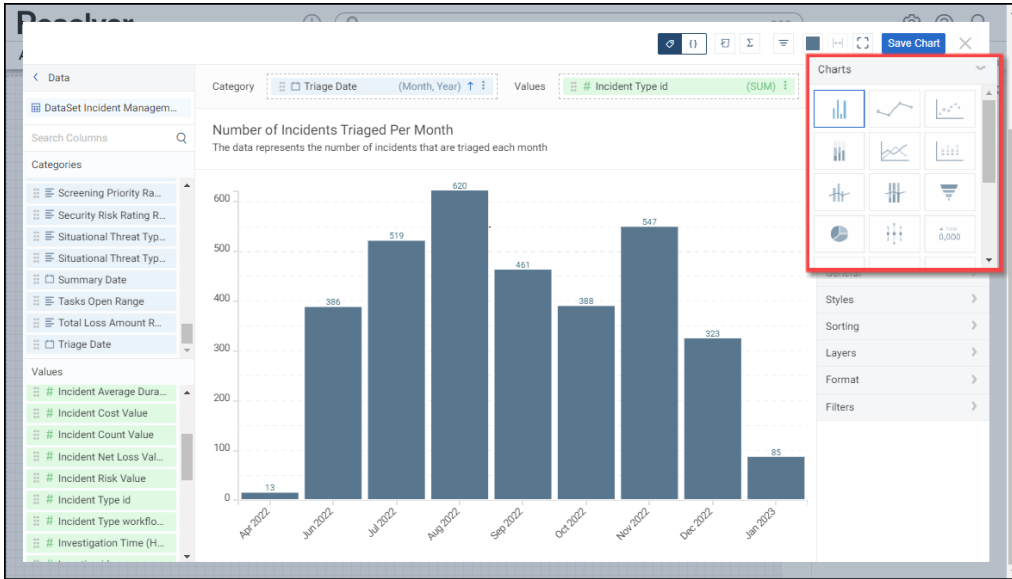 Resolver
Save Chart
Data
DataSet Incident Managem...
Search Columns
Categories
Screening Priority Ra...
Security Risk Rating R...
Situational Threat Typ...
Situational Threat Typ...
Summary Date
Tasks Open Range
Total Loss Amount R...
Triage Date
Values
# Incident Average Dura...
# Incident Cost Value
# Incident Count Value
# Incident Net Loss Val...
# Incident Risk Value
# Incident Type id
# Incident Type workflo...
# Investigation Time (H...
Category Triage Date (Month, Year) Values # Incident Type id (SUM)
Number of Incidents Triaged Per Month
The data represents the number of incidents that are triaged each month
600
500
400
300
200
100
0
13
386
519
620
461
388
547
323
85
Apr 2022
Jun 2022
Jul 2022
Aug 2022
Sep 2022
Oct 2022
Nov 2022
Dec 2022
Jan 2023
Charts
Total
0,000
General
Styles
Sorting
Layers
Format
Filters